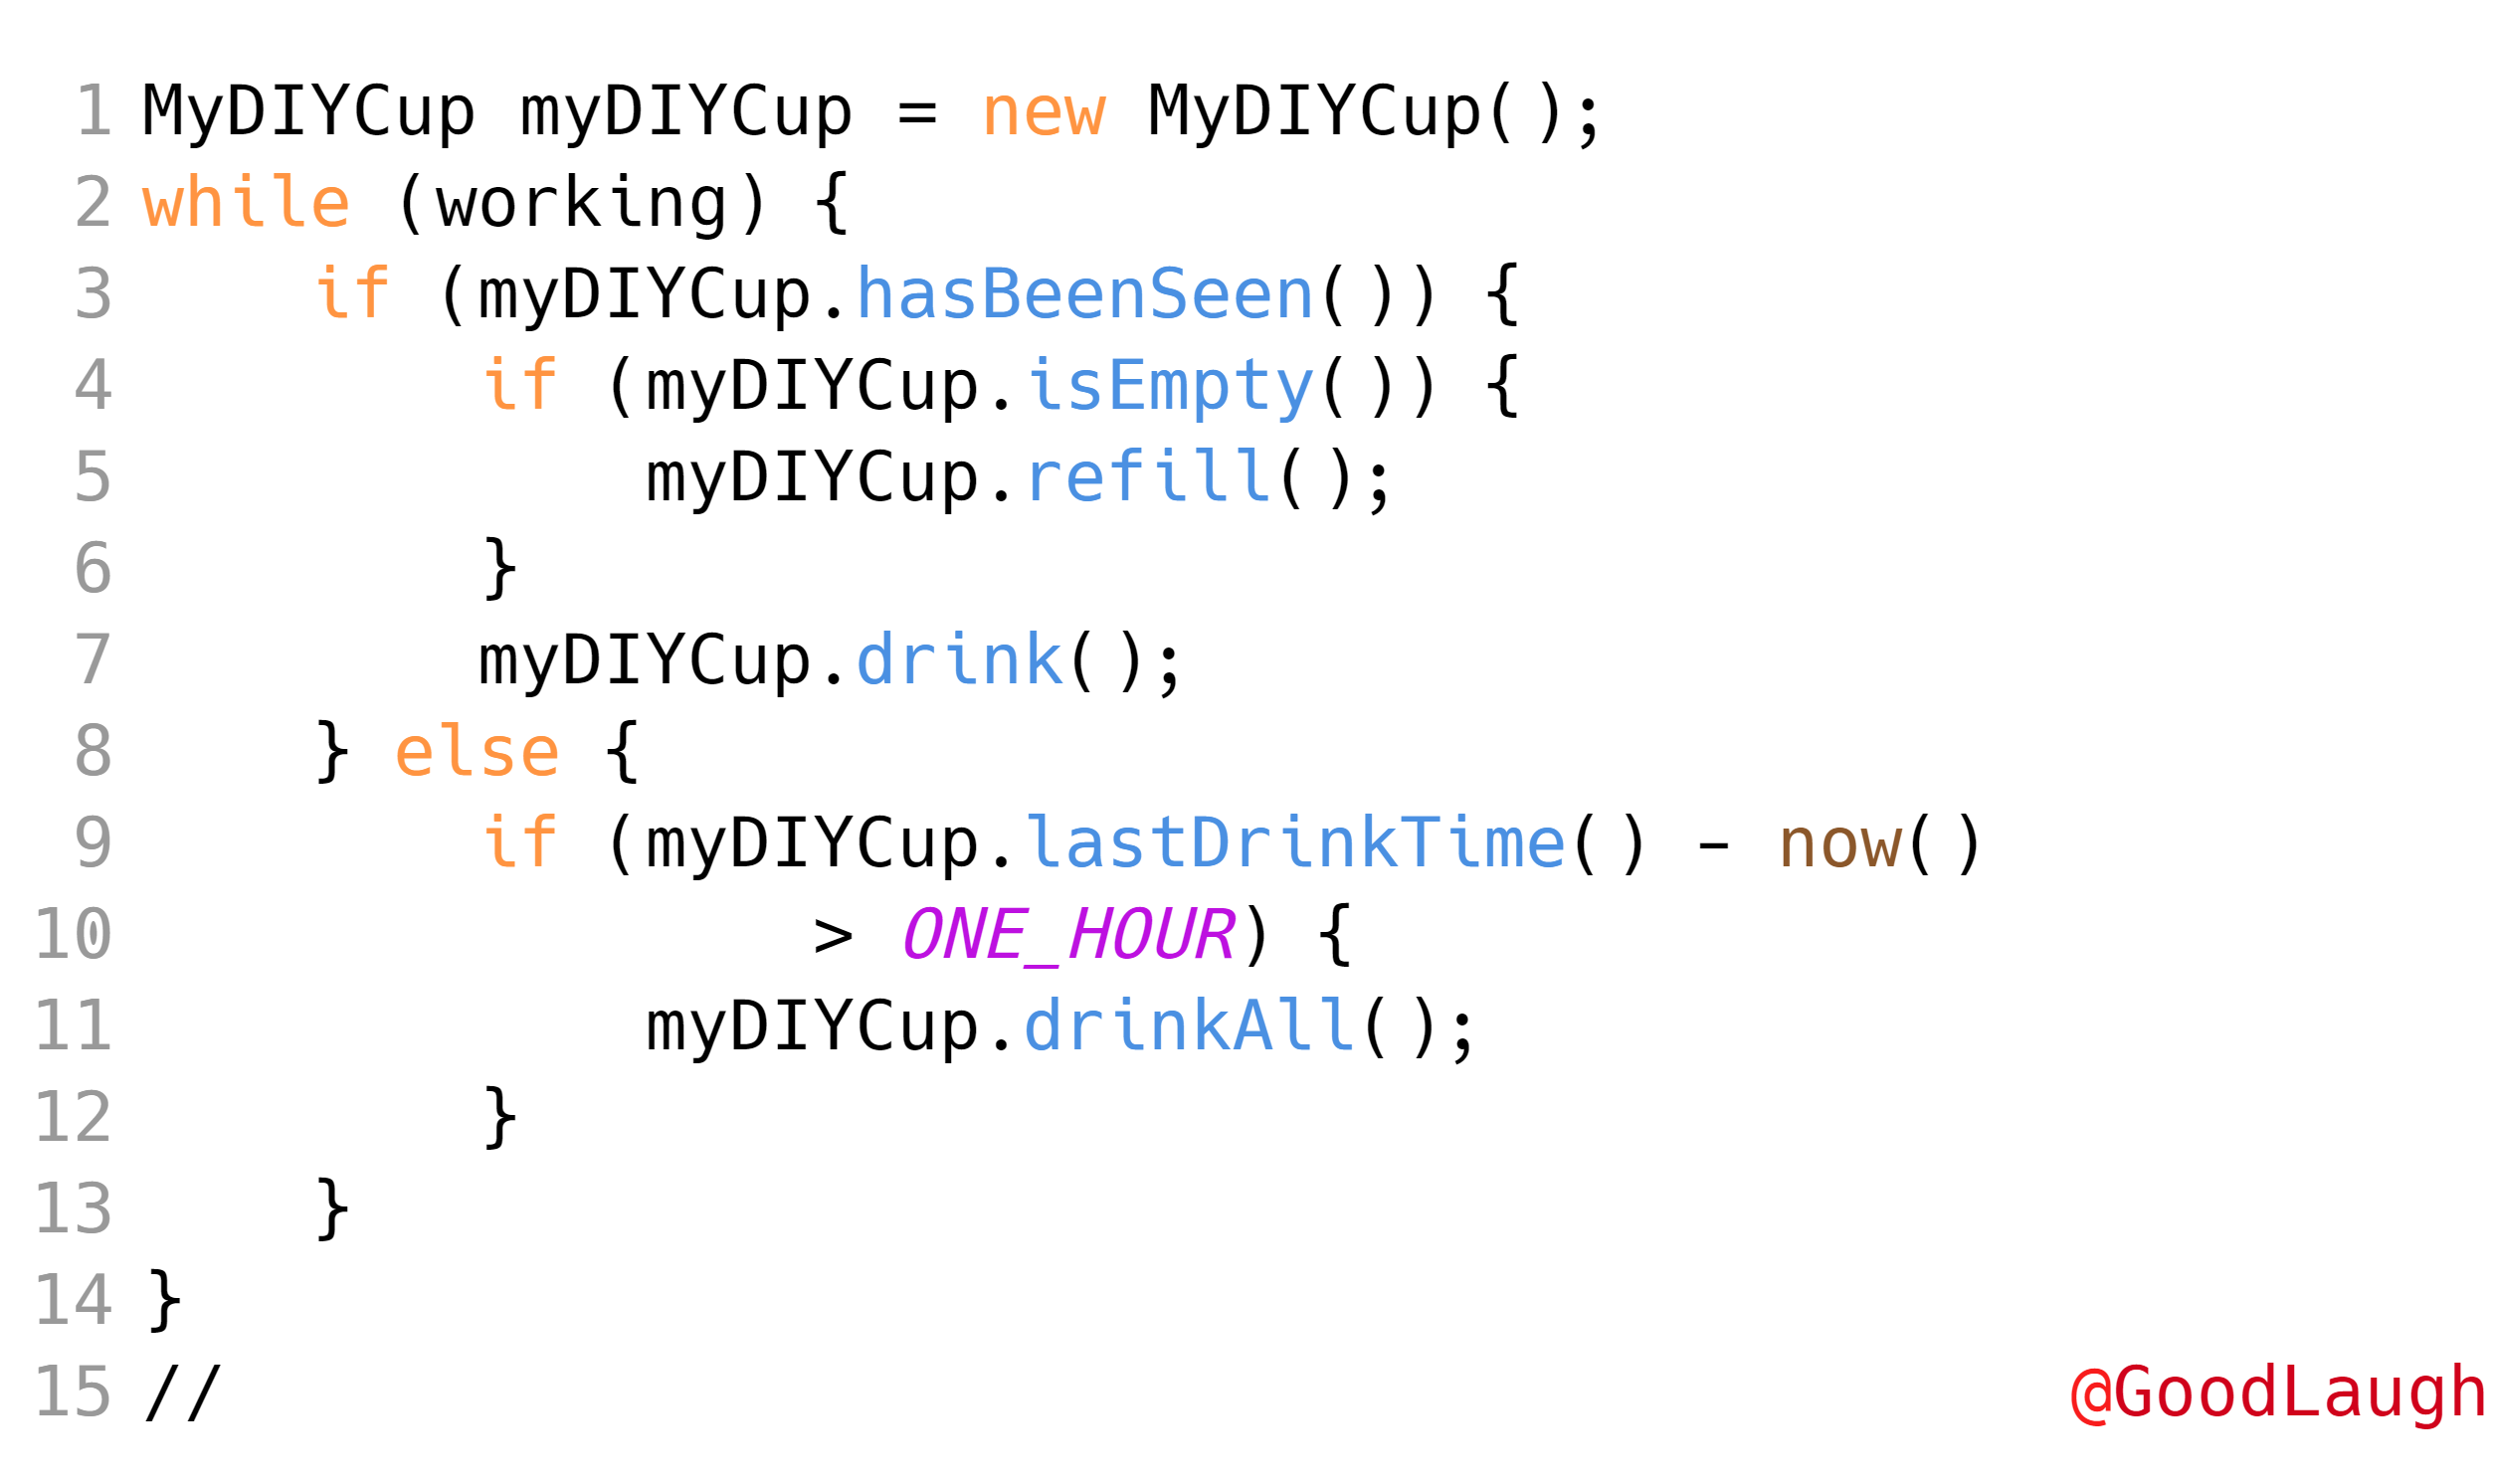 1 MyDIYCup myDIYCup = new MyDIYCup();
2 while (working) {
3     if (myDIYCup.hasBeenSeen()) {
4         if (myDIYCup.isEmpty()) {
5             myDIYCup.refill();
6         }
7         myDIYCup.drink();
8     } else {
9         if (myDIYCup.lastDrinkTime() - now()
10                 > ONE_HOUR) {
11             myDIYCup.drinkAll();
12         }
13     }
14 }
15 // @GoodLaugh